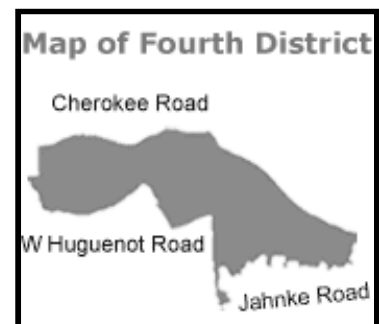 Map of Fourth District
Cherokee Road
W Huguenot Road
Jahnke Road